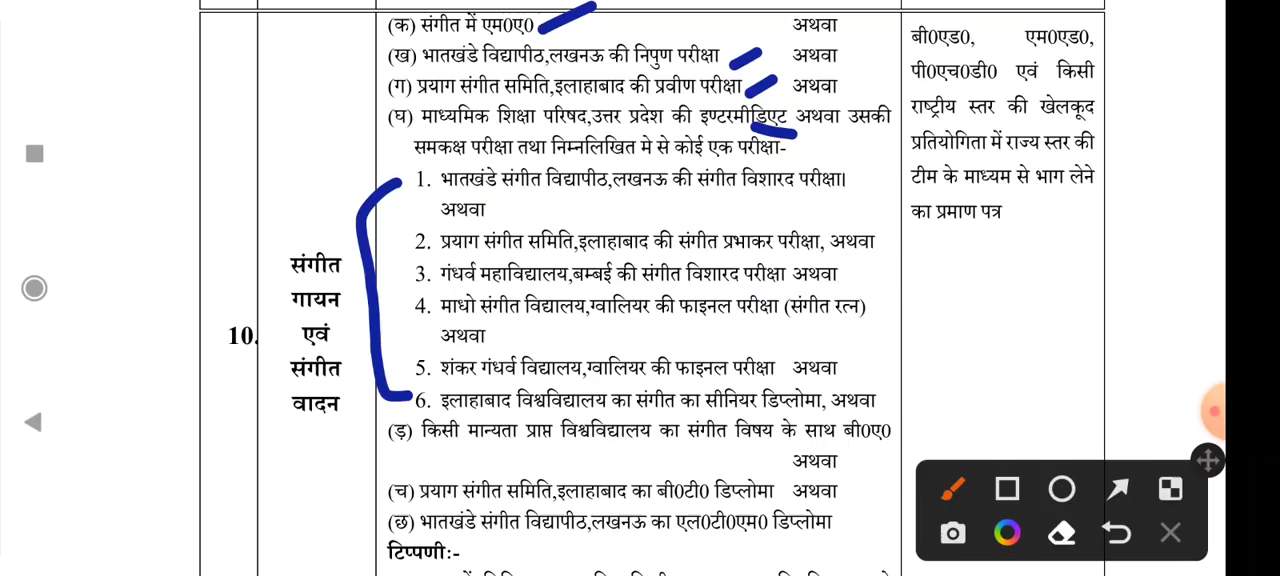 10.
संगीत
गायन
एवं
संगीत
वादन
(क) संगीत में एम0ए0 अथवा
(ख) भातखंडे विद्यापीठ,लखनऊ की निपुण परीक्षा अथवा
(ग) प्रयाग संगीत समिति,इलाहाबाद की प्रवीण परीक्षा अथवा
(घ) माध्यमिक शिक्षा परिषद,उत्तर प्रदेश की इण्टरमीडिएट अथवा उसकी
समकक्ष परीक्षा तथा निम्नलिखित मे से कोई एक परीक्षा-
1. भातखंडे संगीत विद्यापीठ,लखनऊ की संगीत विशारद परीक्षा।
अथवा
2. प्रयाग संगीत समिति,इलाहाबाद की संगीत प्रभाकर परीक्षा, अथवा
3. गंधर्व महाविद्यालय,बम्बई की संगीत विशारद परीक्षा अथवा
4. माधो संगीत विद्यालय,ग्वालियर की फाइनल परीक्षा (संगीत रत्न)
अथवा
5. शंकर गंधर्व विद्यालय,ग्वालियर की फाइनल परीक्षा अथवा
6. इलाहाबाद विश्वविद्यालय का संगीत का सीनियर डिप्लोमा, अथवा
(ड़) किसी मान्यता प्राप्त विश्वविद्यालय का संगीत विषय के साथ बी0ए0
अथवा
(च) प्रयाग संगीत समिति,इलाहाबाद का बी0टी0 डिप्लोमा अथवा
(छ) भातखंडे संगीत विद्यापीठ,लखनऊ का एल0टी0एम0 डिप्लोमा
टिप्पणी:-
बी0एड0, एम0एड0,
पी0एच0डी0 एवं किसी
राष्ट्रीय स्तर की खेलकूद
प्रतियोगिता में राज्य स्तर की
टीम के माध्यम से भाग लेने
का प्रमाण पत्र